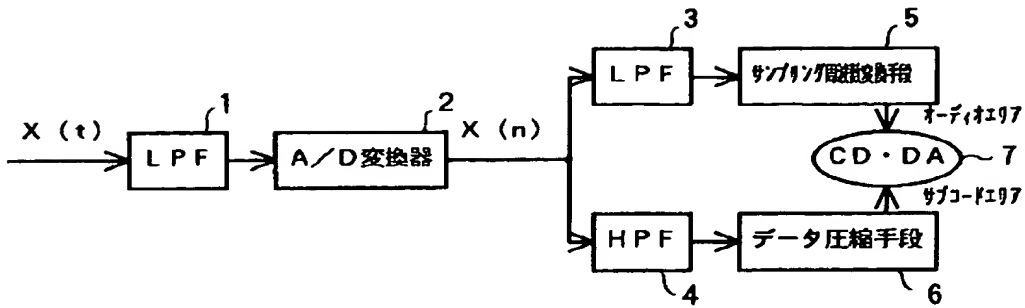 X (t)
1
LPF
2
A/D変換器
X (n)
3
LPF
5
サンプリング周波数変換手段
オーディオエリア
CD・DA
7
サブコードエリア
4
HPF
6
データ圧縮手段